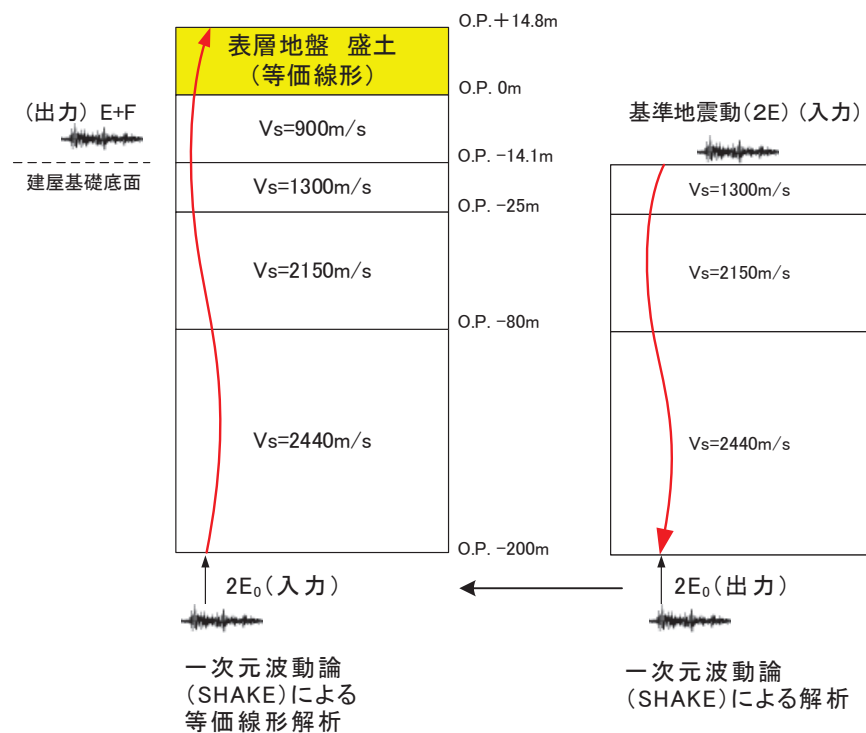 O.P.+14.8m
表層地盤 盛土
(等価線形)
O.P. 0m
(出力) E+F
Vs=900m/s
基準地震動(2E) (入力)
O.P. -14.1m
建屋基礎底面
Vs=1300m/s
Vs=1300m/s
O.P. -25m
Vs=2150m/s
Vs=2150m/s
O.P. -80m
Vs=2440m/s
Vs=2440m/s
O.P. -200m
2E₀(入力)
2E₀(出力)
一次元波動論
(SHAKE)による
等価線形解析
一次元波動論
(SHAKE)による解析